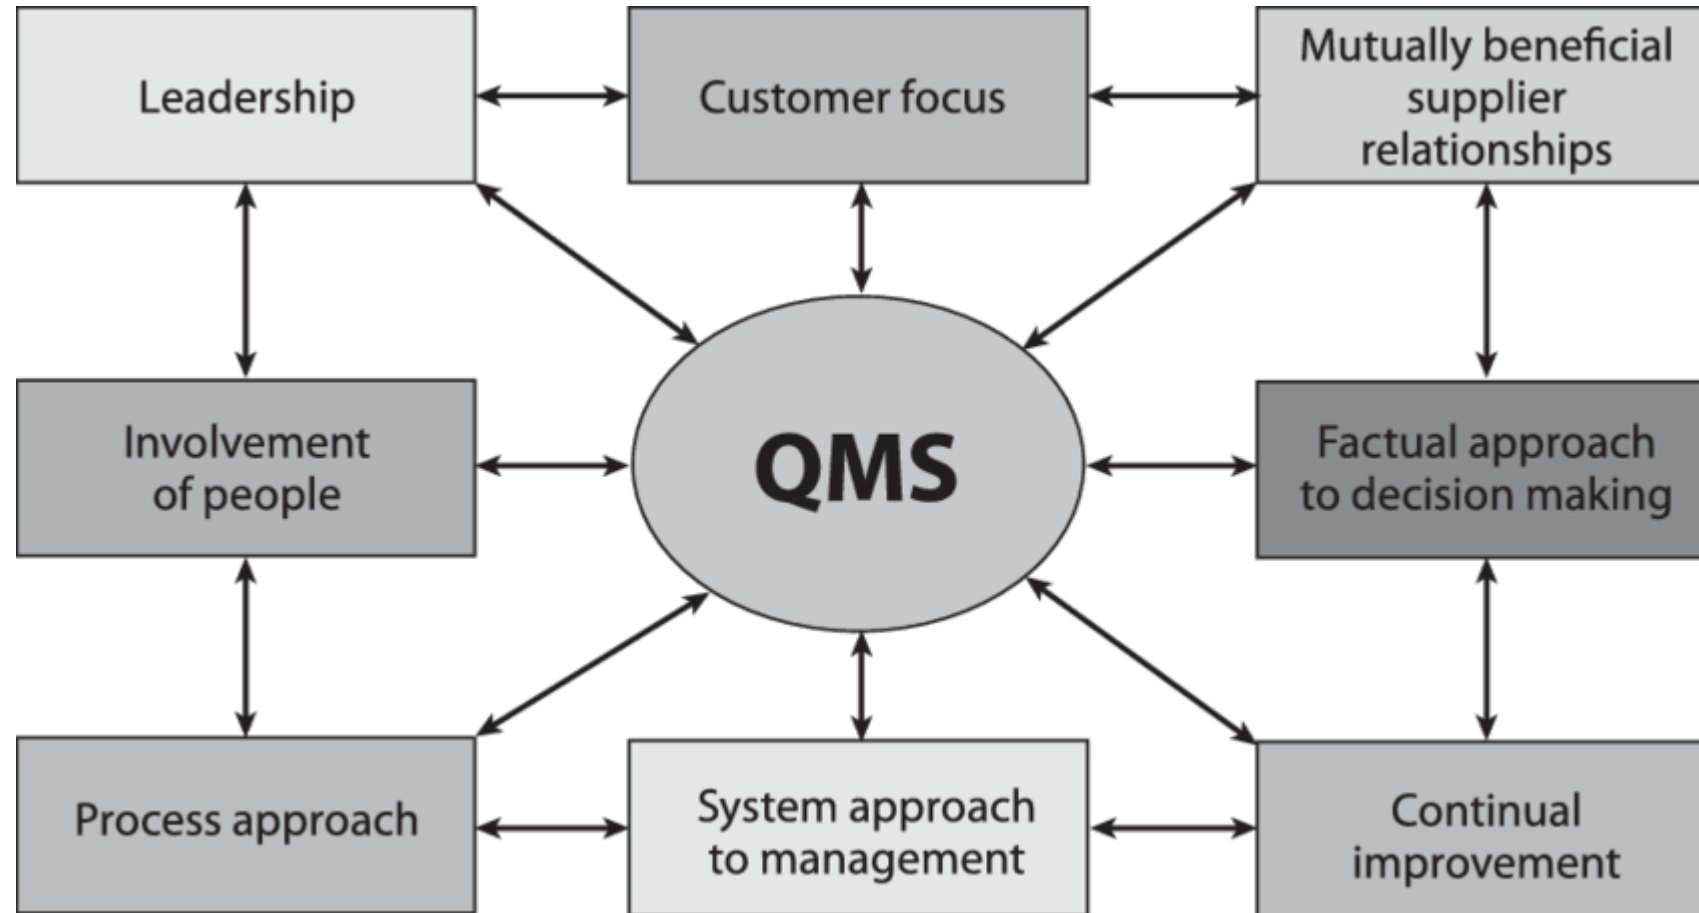 Leadership
Customer focus
Mutually beneficial
supplier
relationships
Involvement
of people
QMS
Factual approach
to decision making
Process approach
System approach
to management
Continual
improvement